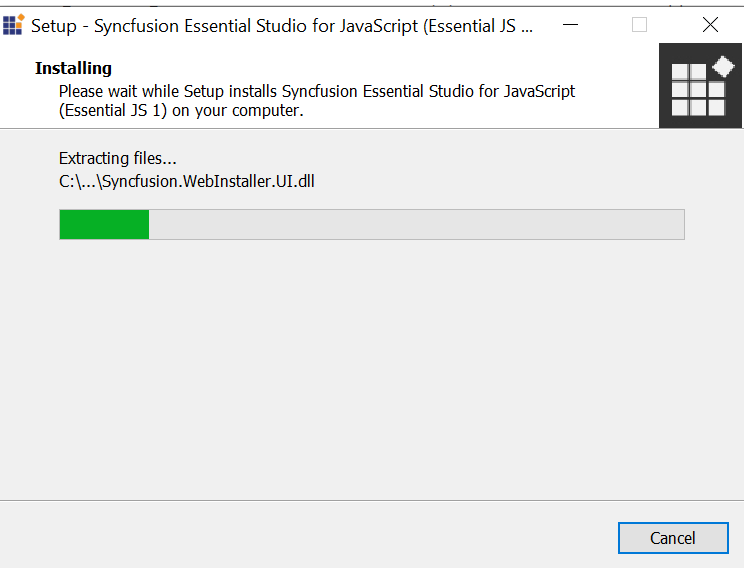 Setup - Syncfusion Essential Studio for JavaScript (Essential JS ...
Installing
Please wait while Setup installs Syncfusion Essential Studio for JavaScript
(Essential JS 1) on your computer.
Extracting files...
C:\...\Syncfusion.WebInstaller.UI.dll
Cancel